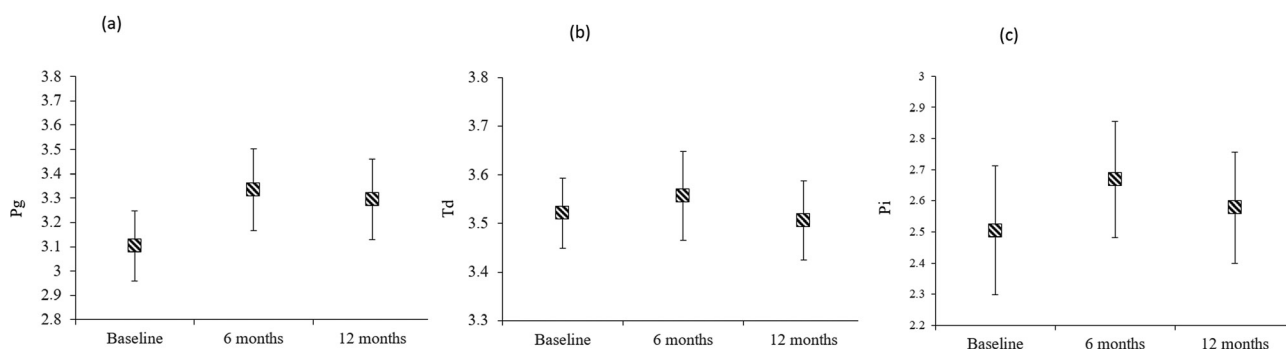 (a)
Pg
3.8
3.7
3.6
3.5
3.4
3.3
3.2
3.1
3
2.9
2.8
Baseline 6 months 12 months
(b)
Td
3.8
3.7
3.6
3.5
3.4
3.3
Baseline 6 months 12 months
(c)
Pi
3
2.9
2.8
2.7
2.6
2.5
2.4
2.3
2.2
Baseline 6 months 12 months